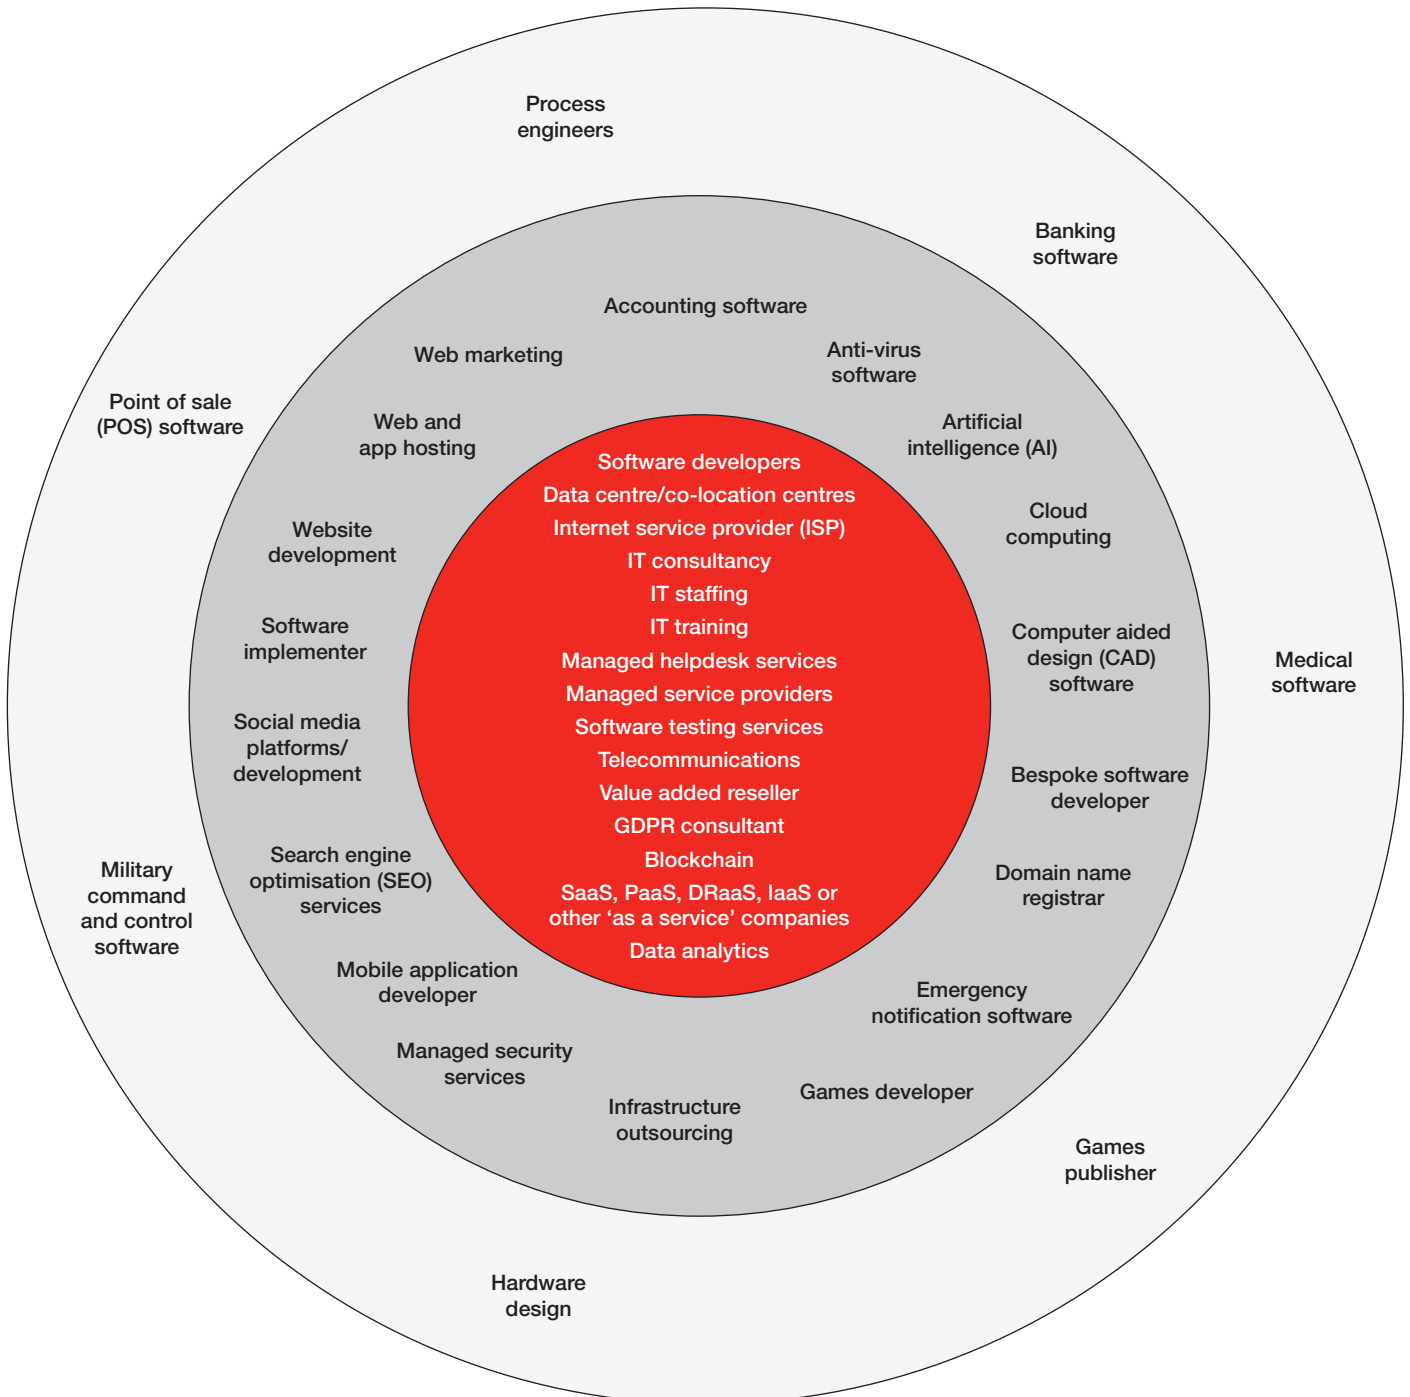 Process
engineers
Banking
software
Accounting software
Web marketing
Anti-virus
software
Point of sale
(POS) software
Web and
app hosting
Artificial
intelligence (AI)
Software developers
Data centre/co-location centres
Internet service provider (ISP)
IT consultancy
IT staffing
IT training
Managed helpdesk services
Managed service providers
Software testing services
Telecommunications
Value added reseller
GDPR consultant
Blockchain
SaaS, PaaS, DRaaS, IaaS or
other ‘as a service’ companies
Data analytics
Website
development
Cloud
computing
Software
implementer
Computer aided
design (CAD)
software
Medical
software
Social media
platforms/
development
Bespoke software
developer
Search engine
optimisation (SEO)
services
Military
command
and control
software
Domain name
registrar
Mobile application
developer
Emergency
notification software
Managed security
services
Games developer
Infrastructure
outsourcing
Games
publisher
Hardware
design